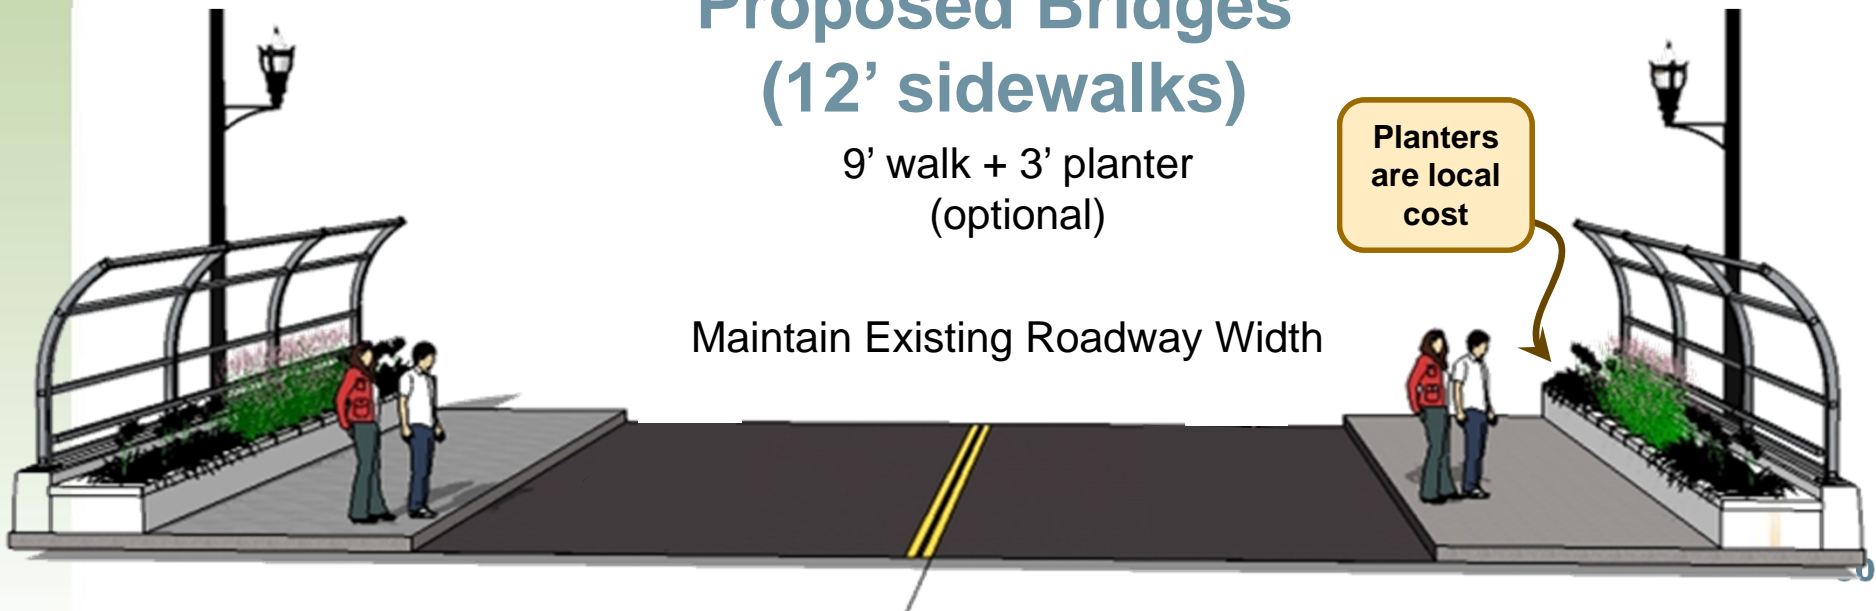 Proposed Bridges
(12’ sidewalks)
9’ walk + 3’ planter
(optional)
Planters
are local
cost
Maintain Existing Roadway Width